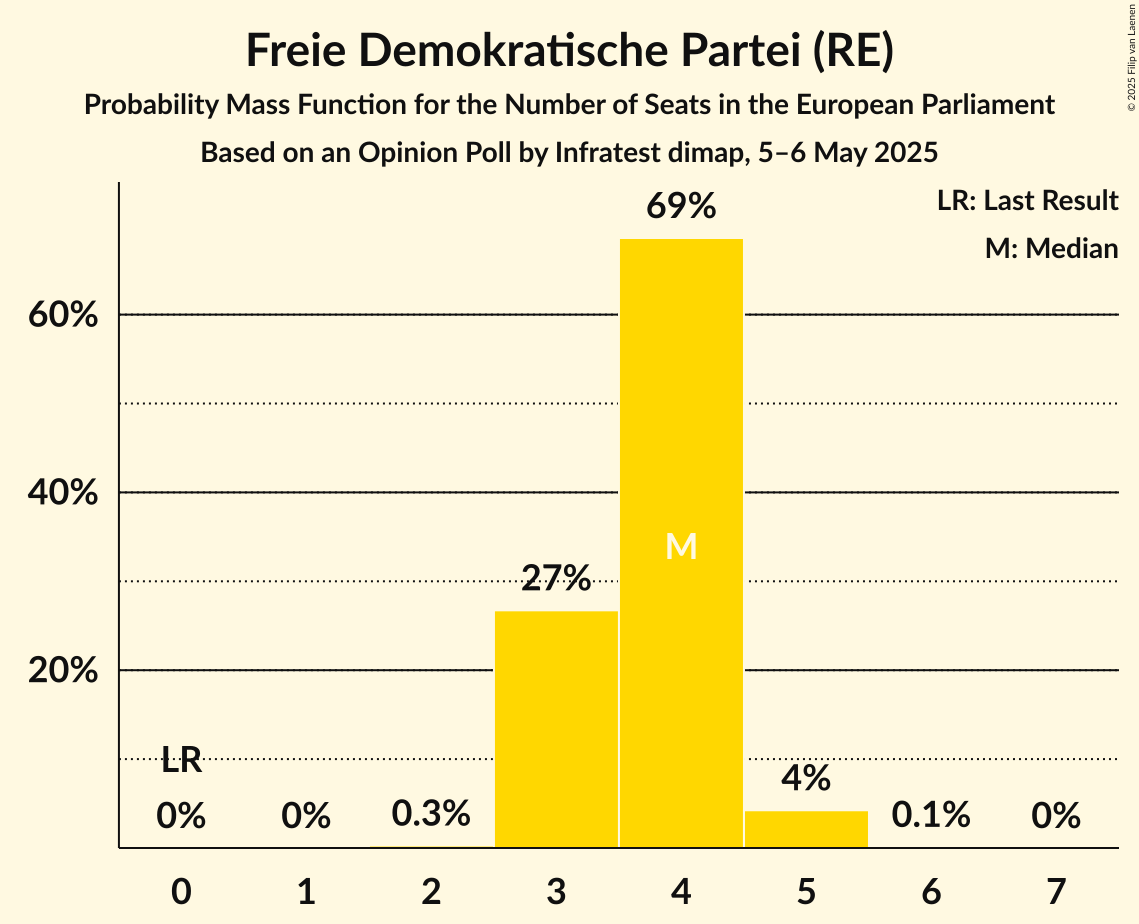 Freie Demokratische Partei (RE)
Probability Mass Function for the Number of Seats in the European Parliament
Based on an Opinion Poll by Infratest dimap, 5–6 May 2025
© 2025 Filip van Laenen
LR: Last Result
M: Median
69%
60%
40%
M
27%
20%
LR
4%
0%
0%
0.3%
0.1%
0%
0
1
2
3
4
5
6
7